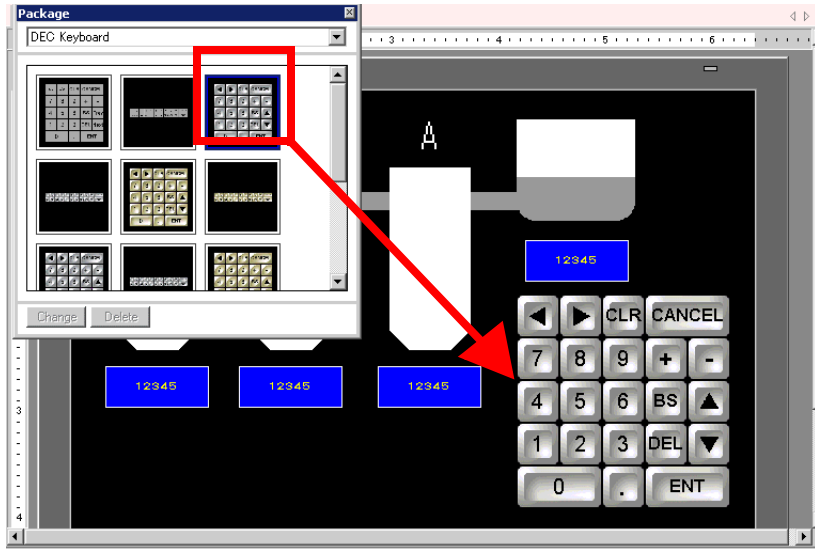 Package
DEC Keyboard
3 4 5 6
A
12345
Change Delete
CLR CANCEL
7 8 9 + -
12345 12345 12345
4 5 6 BS
3
1 2 3 DEL
0 . ENT
4